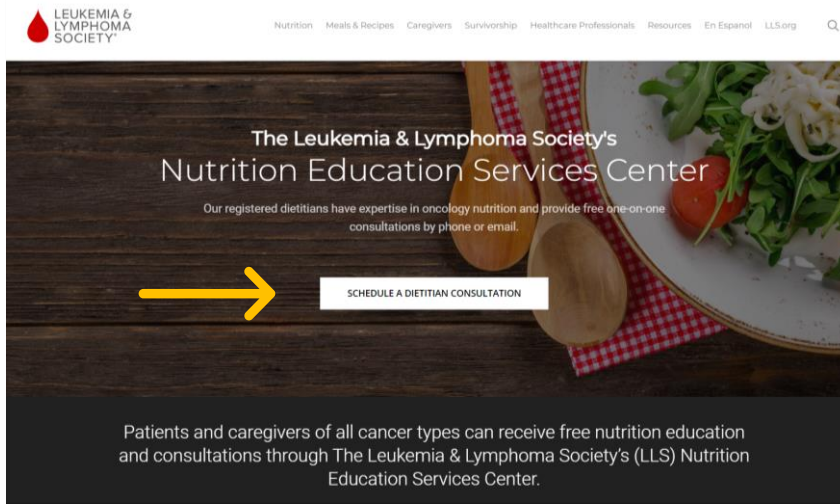 LEUKEMIA &
LYMPHOMA
SOCIETY®
Nutrition Meals & Recipes Caregivers Survivorship Healthcare Professionals Resources En Espanol LLS.org
The Leukemia & Lymphoma Society's
Nutrition Education Services Center
Our registered dietitians have expertise in oncology nutrition and provide free one-on-one
consultations by phone or email.
SCHEDULE A DIETITIAN CONSULTATION
Patients and caregivers of all cancer types can receive free nutrition education
and consultations through The Leukemia & Lymphoma Society's (LLS) Nutrition
Education Services Center.